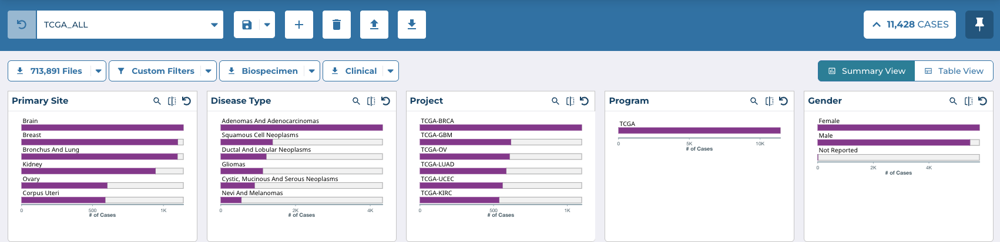 TCGA_ALL
11,428 CASES
713,891 Files
Custom Filters
Biospecimen
Clinical
Summary View
Table View
Primary Site
Brain
Breast
Bronchus And Lung
Kidney
Ovary
Corpus Uteri
0 500 1K
# of Cases
Disease Type
Adenomas And Adenocarcinomas
Squamous Cell Neoplasms
Ductal And Lobular Neoplasms
Gliomas
Cystic, Mucinous And Serous Neoplasms
Nevi And Melanomas
0 2K 4K
# of Cases
Project
TCGA-BRCA
TCGA-GBM
TCGA-OV
TCGA-LUAD
TCGA-UCEC
TCGA-KIRC
0 500 1K
# of Cases
Program
TCGA
0 5K 10K
# of Cases
Gender
Female
Male
Not Reported
0 2K 4K
# of Cases